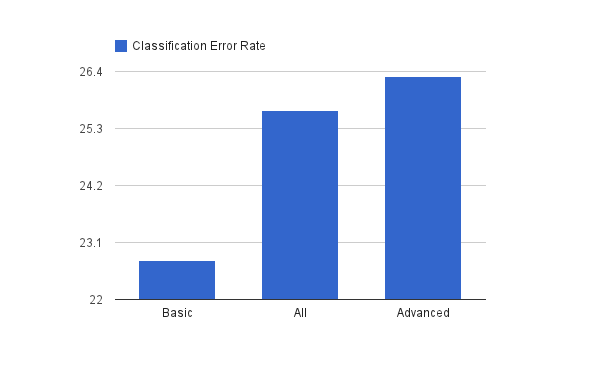 Classification Error Rate
26.4
25.3
24.2
23.1
22
Basic All Advanced